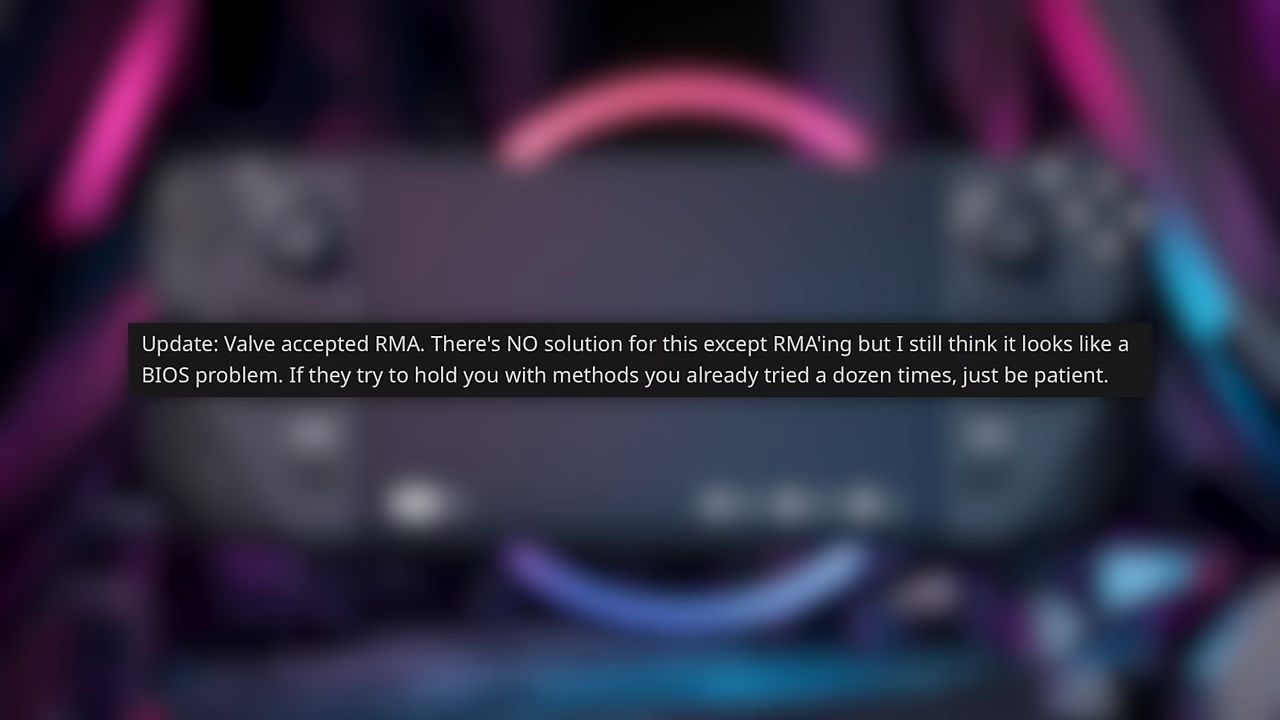 Update: Valve accepted RMA. There's NO solution for this except RMA'ing but I still think it looks like a
BIOS problem. If they try to hold you with methods you already tried a dozen times, just be patient.